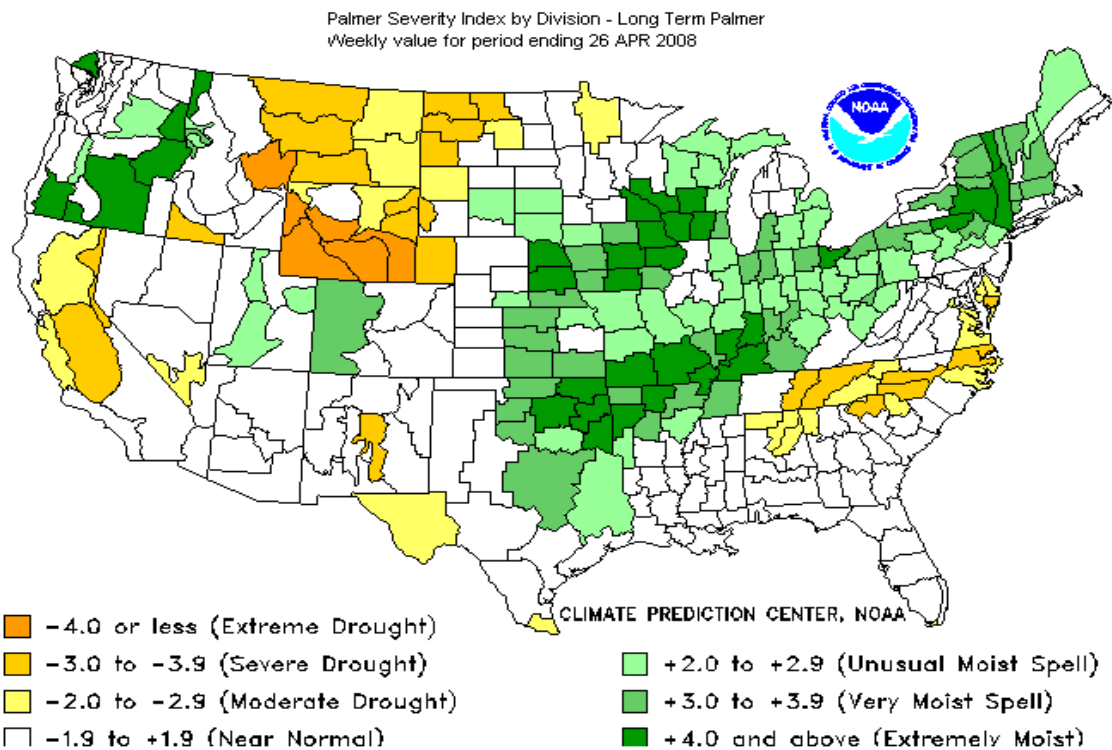 Palmer Severity Index by Division - Long Term Palmer
Weekly value for period ending 26 APR 2008
NOAA
CLIMATE PREDICTION CENTER, NOAA
-4.0 or less (Extreme Drought)
-3.0 to -3.9 (Severe Drought)
-2.0 to -2.9 (Moderate Drought)
-1.9 to +1.9 (Near Normal)
+2.0 to +2.9 (Unusual Moist Spell)
+3.0 to +3.9 (Very Moist Spell)
+4.0 and above (Extremely Moist)